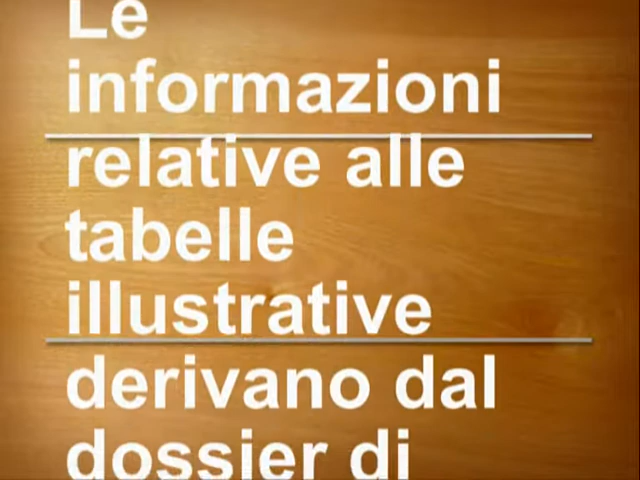 Le
informazioni
relative alle
tabelle
illustrative
derivano dal
dossier di